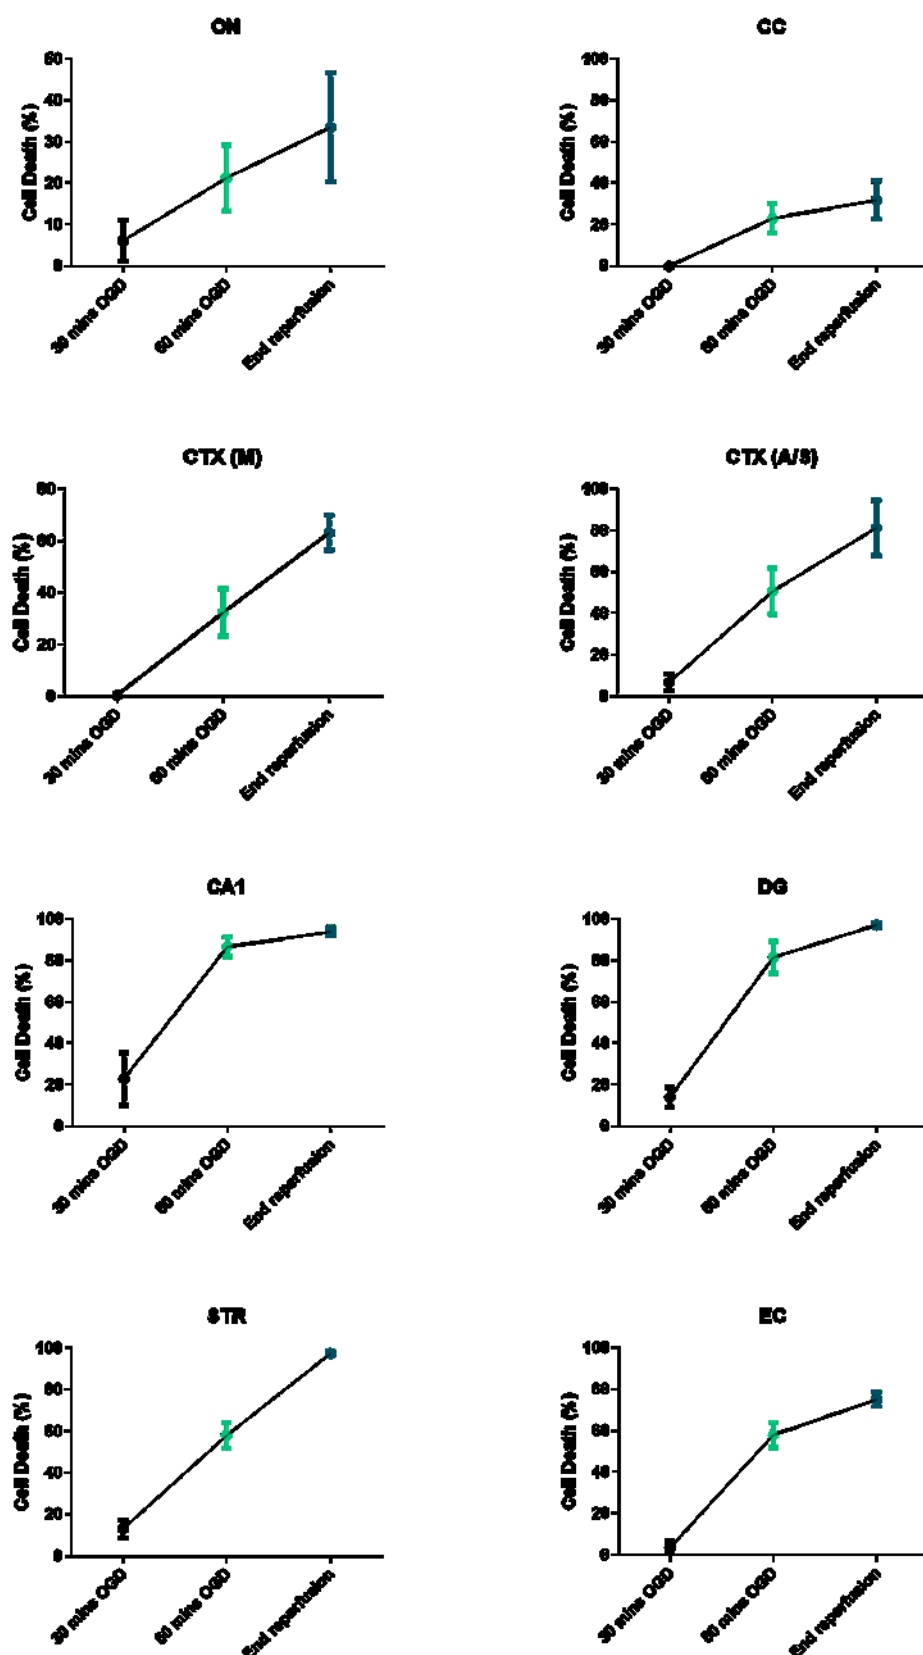 ON
CC
Cell Death (%)
50
40
30
20
10
0
30 mins OGD
60 mins OGD
End reperfusion
Cell Death (%)
100
80
60
40
20
0
30 mins OGD
60 mins OGD
End reperfusion
CTX (M)
CTX (A/S)
Cell Death (%)
80
60
40
20
0
30 mins OGD
60 mins OGD
End reperfusion
Cell Death (%)
100
80
60
40
20
0
30 mins OGD
60 mins OGD
End reperfusion
CA1
DG
Cell Death (%)
100
80
60
40
20
0
30 mins OGD
60 mins OGD
End reperfusion
Cell Death (%)
100
80
60
40
20
0
30 mins OGD
60 mins OGD
End reperfusion
STR
EC
Cell Death (%)
100
80
60
40
20
0
30 mins OGD
60 mins OGD
End reperfusion
Cell Death (%)
100
80
60
40
20
0
30 mins OGD
60 mins OGD
End reperfusion